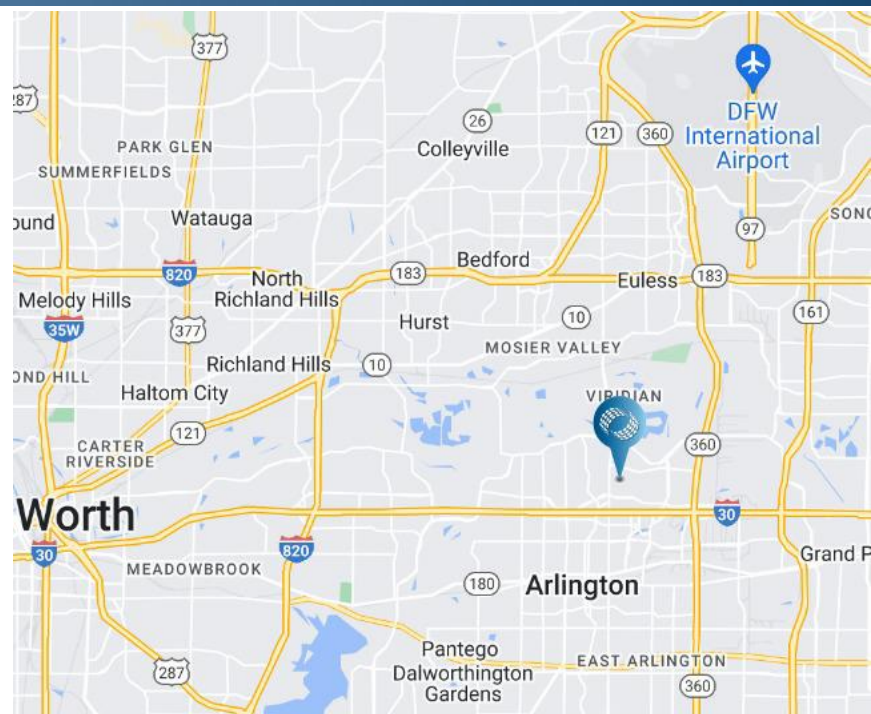 377
287
26
DFW
International
Airport
121
360
PARK GLEN
Colleyville
SUMMERFIELDS
ound
Watauga
SONO
97
Bedford
820
North
Richland Hills
183
Euless
183
Melody Hills
161
35W
377
Hurst
10
MOSIER VALLEY
Richland Hills
10
OND HILL
Haltom City
VIRIDIAN
121
CARTER
RIVERSIDE
360
Worth
30
30
820
Grand P
MEADOWBROOK
180
Arlington
Pantego
EAST ARLINGTON
287
Dalworthington
Gardens
360